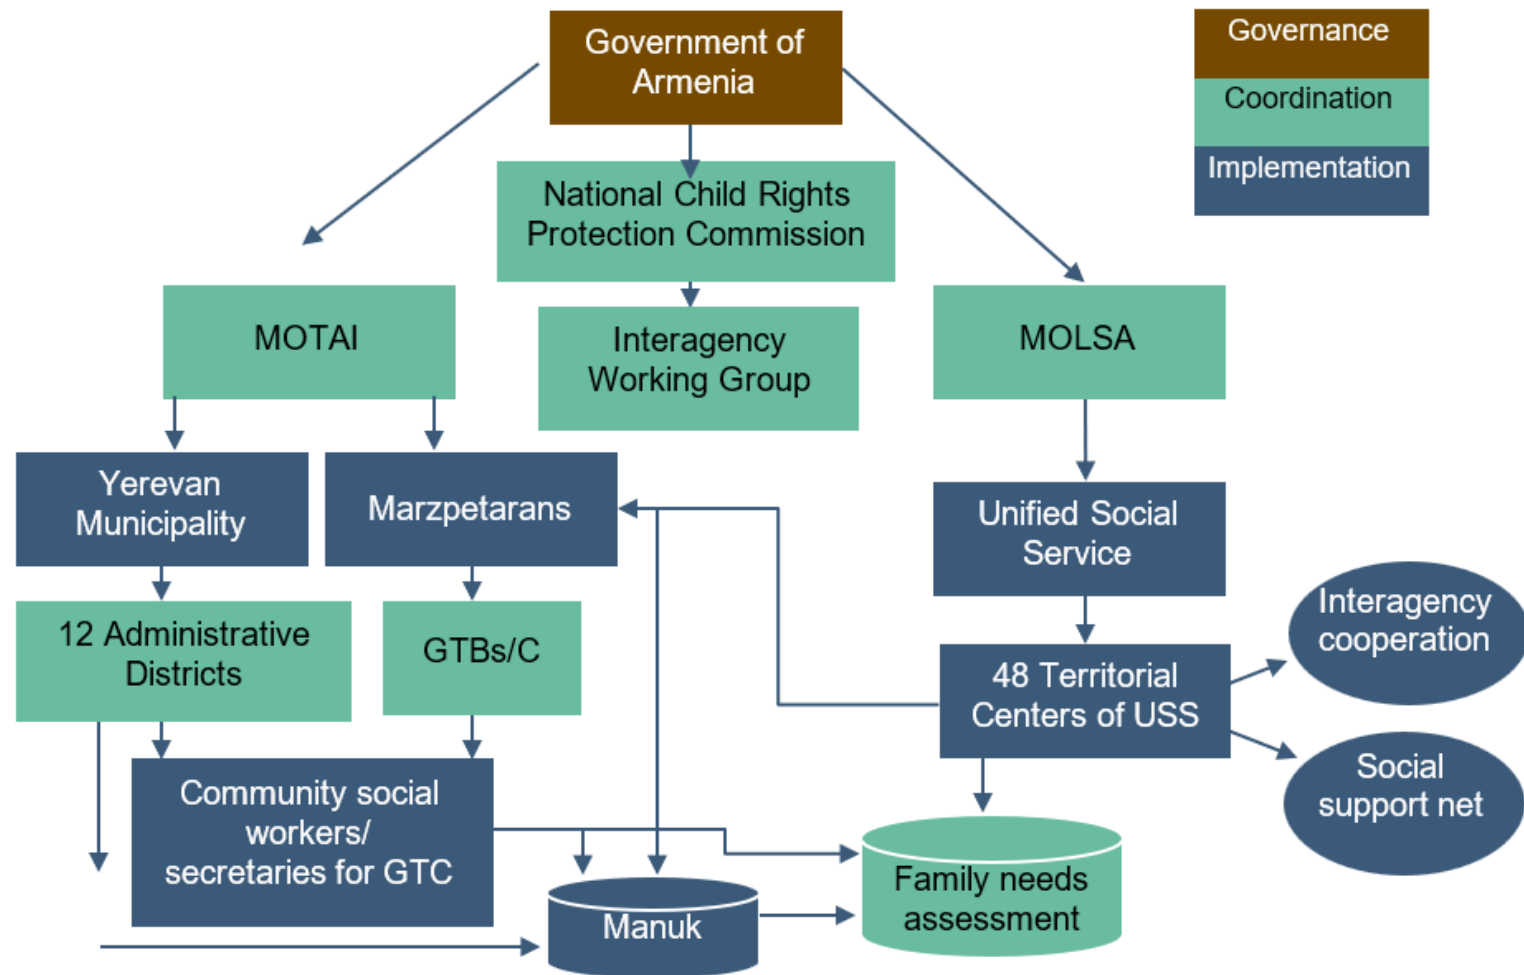 Government of
Armenia
Governance
Coordination
Implementation
National Child Rights
Protection Commission
MOTAI
Interagency
Working Group
MOLSA
Yerevan
Municipality
Marzpetarans
Unified Social
Service
12 Administrative
Districts
GTBs/C
48 Territorial
Centers of USS
Interagency
cooperation
Social
support net
Community social
workers/
secretaries for GTC
Manuk
Family needs
assessment